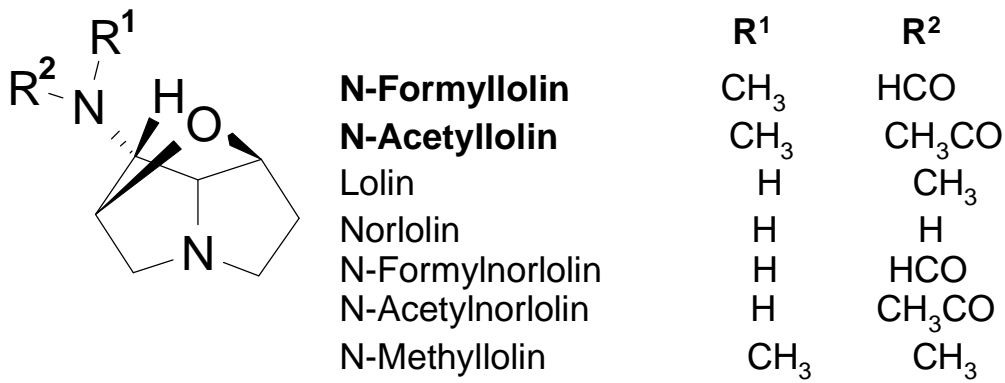 R¹ R²
R¹
R² N H O
N
N-Formyllolin CH₃ HCO
N-Acetyllolin CH₃ CH₃CO
Lolin H CH₃
Norlolin H H
N-Formylnorlolin H HCO
N-Acetylnorlolin H CH₃CO
N-Methyllolin CH₃ CH₃